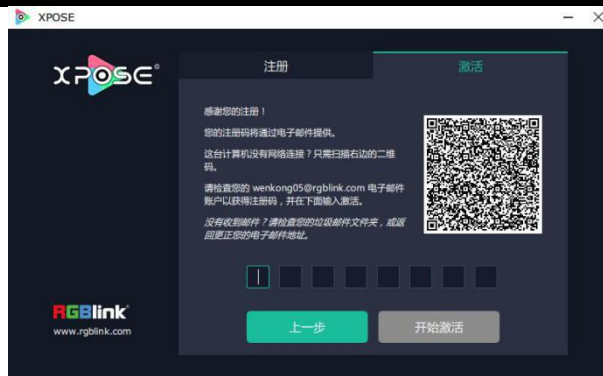 XPOSE
XPOSE®
注册
激活
感谢您的注册！
您的注册码将通过电子邮件提供。
这台计算机没有网络连接？只需扫描右边的二维
码。
请检查您的 wenkong05@rgblink.com 电子邮件
账户以获得注册码，并在下面输入激活。
没有收到邮件？请检查您的垃圾邮件文件夹，或返
回更正您的电子邮件地址。
RGBlink®
www.rgblink.com
上一步
开始激活